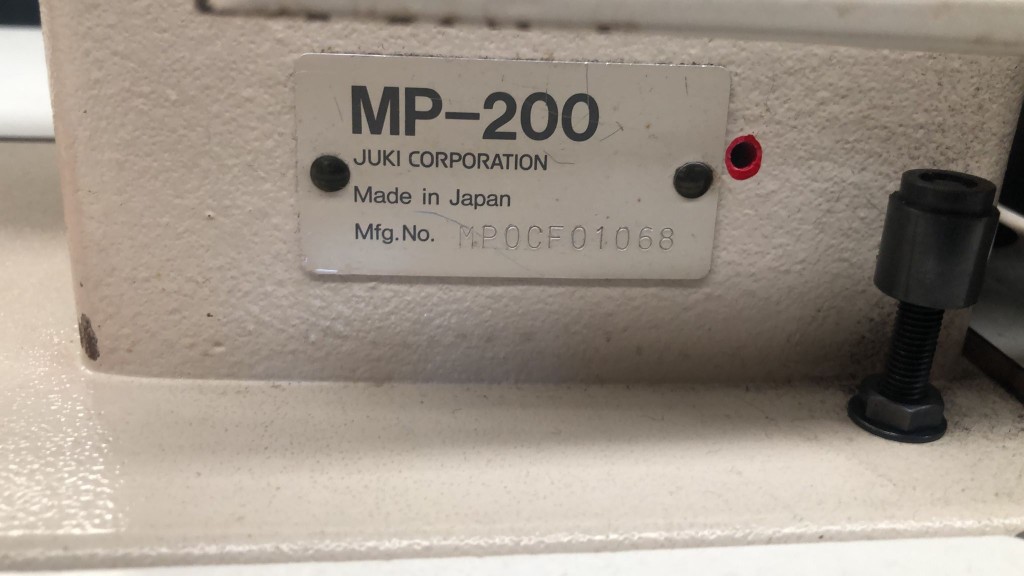 MP-200
JUKI CORPORATION
Made in Japan
Mfg.No. MP0CF01068